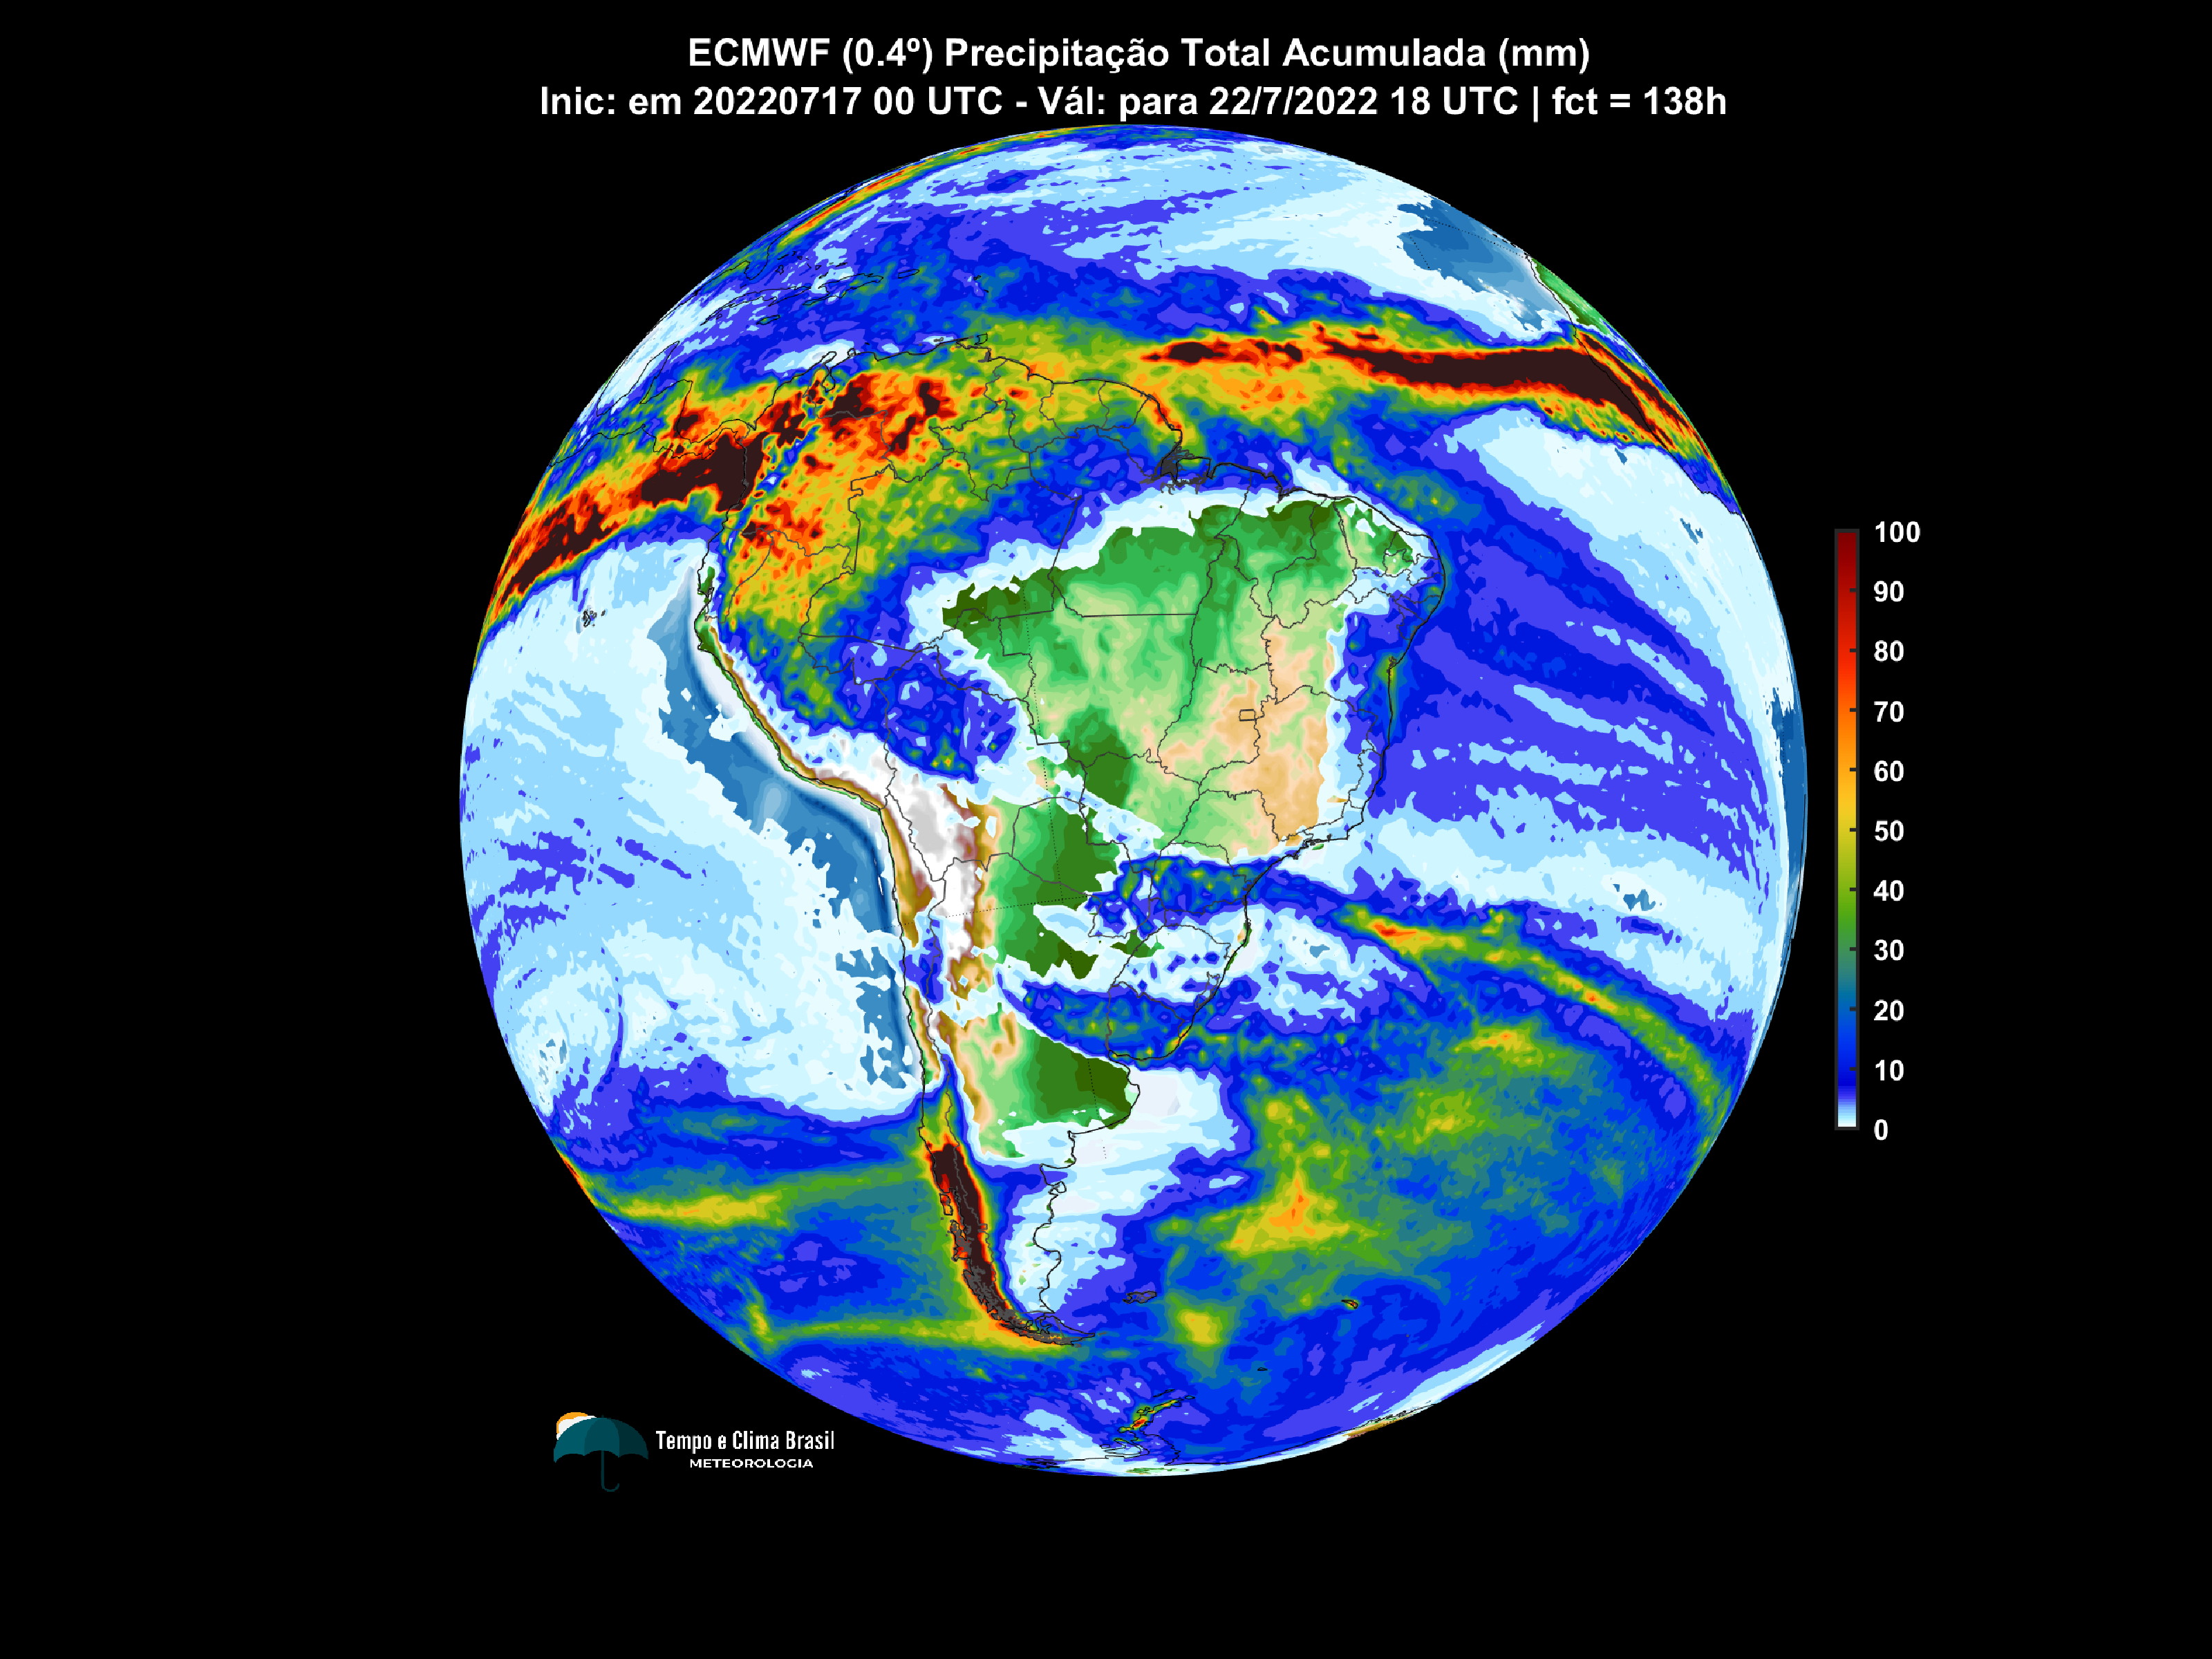 ECMWF (0.4º) Precipitação Total Acumulada (mm)
Inic: em 20220717 00 UTC - Vál: para 22/7/2022 18 UTC | fct = 138h
100
90
80
70
60
50
40
30
20
10
0
Tempo e Clima Brasil
METEOROLOGIA